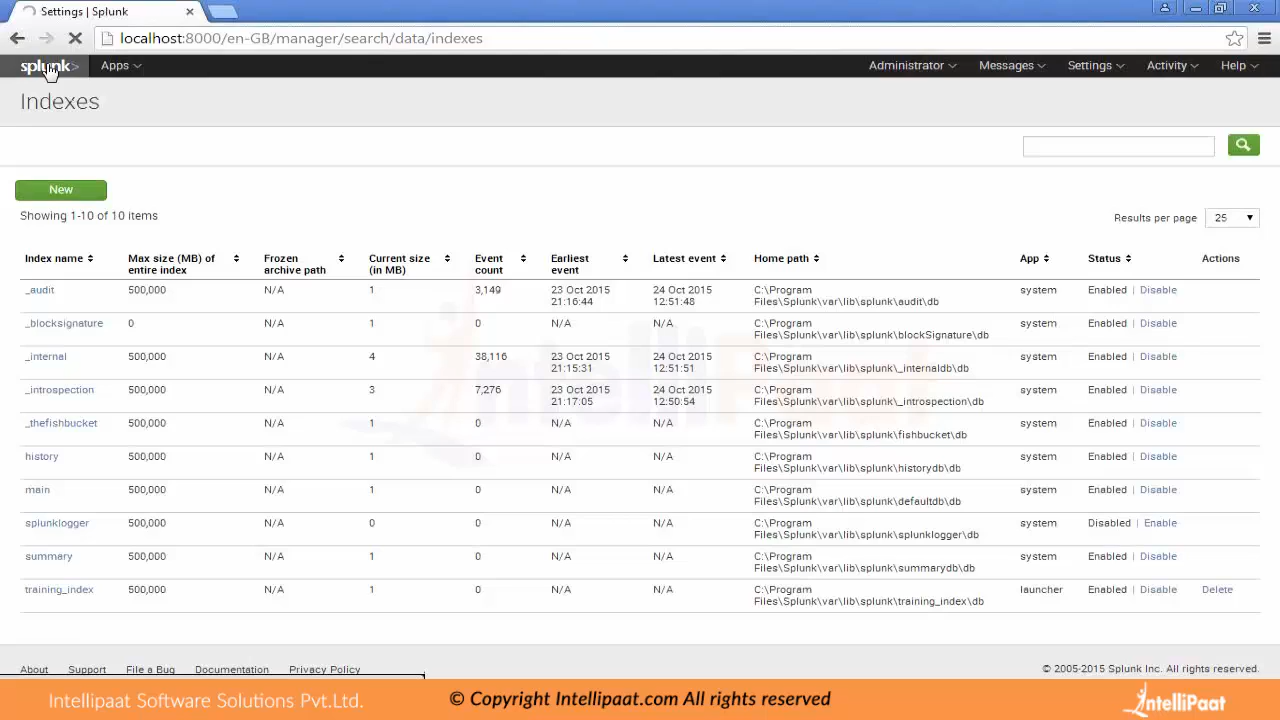 Settings | Splunk
localhost:8000/en-GB/manager/search/data/indexes
splunk> Apps Administrator Messages Settings Activity Help
Indexes
New
Showing 1-10 of 10 items
Results per page 25
Index name Max size (MB) of entire index Frozen archive path Current size (in MB) Event count Earliest event Latest event Home path App Status Actions
_audit 500,000 N/A 1 3,149 23 Oct 2015 21:16:44 24 Oct 2015 12:51:48 C:\Program Files\Splunk\var\lib\splunk\audit\db system Enabled | Disable
_blocksignature 0 N/A 1 0 N/A N/A C:\Program Files\Splunk\var\lib\splunk\blockSignature\db system Enabled | Disable
_internal 500,000 N/A 4 38,116 23 Oct 2015 21:15:31 24 Oct 2015 12:51:51 C:\Program Files\Splunk\var\lib\splunk\_internaldb\db system Enabled | Disable
_introspection 500,000 N/A 3 7,276 23 Oct 2015 21:17:05 24 Oct 2015 12:50:54 C:\Program Files\Splunk\var\lib\splunk\_introspection\db system Enabled | Disable
_thefishbucket 500,000 N/A 1 0 N/A N/A C:\Program Files\Splunk\var\lib\splunk\fishbucket\db system Enabled | Disable
history 500,000 N/A 1 0 N/A N/A C:\Program Files\Splunk\var\lib\splunk\historydb\db system Enabled | Disable
main 500,000 N/A 1 0 N/A N/A C:\Program Files\Splunk\var\lib\splunk\defaultdb\db system Enabled | Disable
splunklogger 500,000 N/A 0 0 N/A N/A C:\Program Files\Splunk\var\lib\splunk\splunklogger\db system Disabled | Enable
summary 500,000 N/A 1 0 N/A N/A C:\Program Files\Splunk\var\lib\splunk\summarydb\db system Enabled | Disable
training_index 500,000 N/A 1 0 N/A N/A C:\Program Files\Splunk\var\lib\splunk\training_index\db launcher Enabled | Disable Delete
About Support File a Bug Documentation Privacy Policy © 2005-2015 Splunk Inc. All rights reserved.
Intellipaat Software Solutions Pvt.Ltd. © Copyright Intellipaat.com All rights reserved IntelliPaat